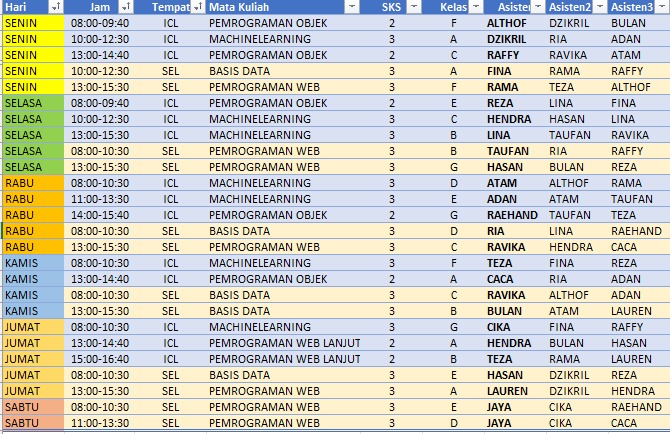 Hari Jam Tempat Mata Kuliah SKS Kelas Asisten Asisten2 Asisten3
SENIN 08:00-09:40 ICL PEMROGRAMAN OBJEK 2 F ALTHOF DZIKRIL BULAN
SENIN 10:00-12:30 ICL MACHINELEARNING 3 A DZIKRIL RIA ADAN
SENIN 13:00-14:40 ICL PEMROGRAMAN OBJEK 2 C RAFFY RAVIKA ATAM
SENIN 10:00-12:30 SEL BASIS DATA 3 A FINA RAMA RAFFY
SENIN 13:00-15:30 SEL PEMROGRAMAN WEB 3 F RAMA TEZA ALTHOF
SELASA 08:00-09:40 ICL PEMROGRAMAN OBJEK 2 E REZA LINA FINA
SELASA 10:00-12:30 ICL MACHINELEARNING 3 C HENDRA HASAN LINA
SELASA 13:00-15:30 ICL MACHINELEARNING 3 B LINA TAUFAN RAVIKA
SELASA 08:00-10:30 SEL PEMROGRAMAN WEB 3 B TAUFAN RIA RAFFY
SELASA 13:00-15:30 SEL PEMROGRAMAN WEB 3 G HASAN BULAN REZA
RABU 08:00-10:30 ICL MACHINELEARNING 3 D ATAM ALTHOF RAMA
RABU 11:00-13:30 ICL MACHINELEARNING 3 E ADAN ATAM TAUFAN
RABU 14:00-15:40 ICL PEMROGRAMAN OBJEK 2 G RAEHAND TAUFAN TEZA
RABU 08:00-10:30 SEL BASIS DATA 3 D RIA LINA RAEHAND
RABU 13:00-15:30 SEL PEMROGRAMAN WEB 3 C RAVIKA HENDRA CACA
KAMIS 08:00-10:30 ICL MACHINELEARNING 3 F TEZA FINA REZA
KAMIS 13:00-14:40 ICL PEMROGRAMAN OBJEK 2 A CACA RIA ADAN
KAMIS 08:00-10:30 SEL BASIS DATA 3 C RAVIKA ALTHOF ADAN
KAMIS 08:00-10:30 SEL BASIS DATA 3 B BULAN ATAM LAUREN
JUMAT 08:00-10:30 ICL MACHINELEARNING 3 G CIKA FINA RAFFY
JUMAT 13:00-14:40 ICL PEMROGRAMAN WEB LANJUT 2 A HENDRA BULAN HASAN
JUMAT 15:00-16:40 ICL PEMROGRAMAN WEB LANJUT 2 B TEZA RAMA LAUREN
JUMAT 08:00-10:30 SEL BASIS DATA 3 E HASAN DZIKRIL REZA
JUMAT 13:00-15:30 SEL PEMROGRAMAN WEB 3 A LAUREN DZIKRIL HENDRA
SABTU 08:00-10:30 SEL PEMROGRAMAN WEB 3 E JAYA CIKA RAEHAND
SABTU 11:00-13:30 SEL PEMROGRAMAN WEB 3 D JAYA CIKA CACA